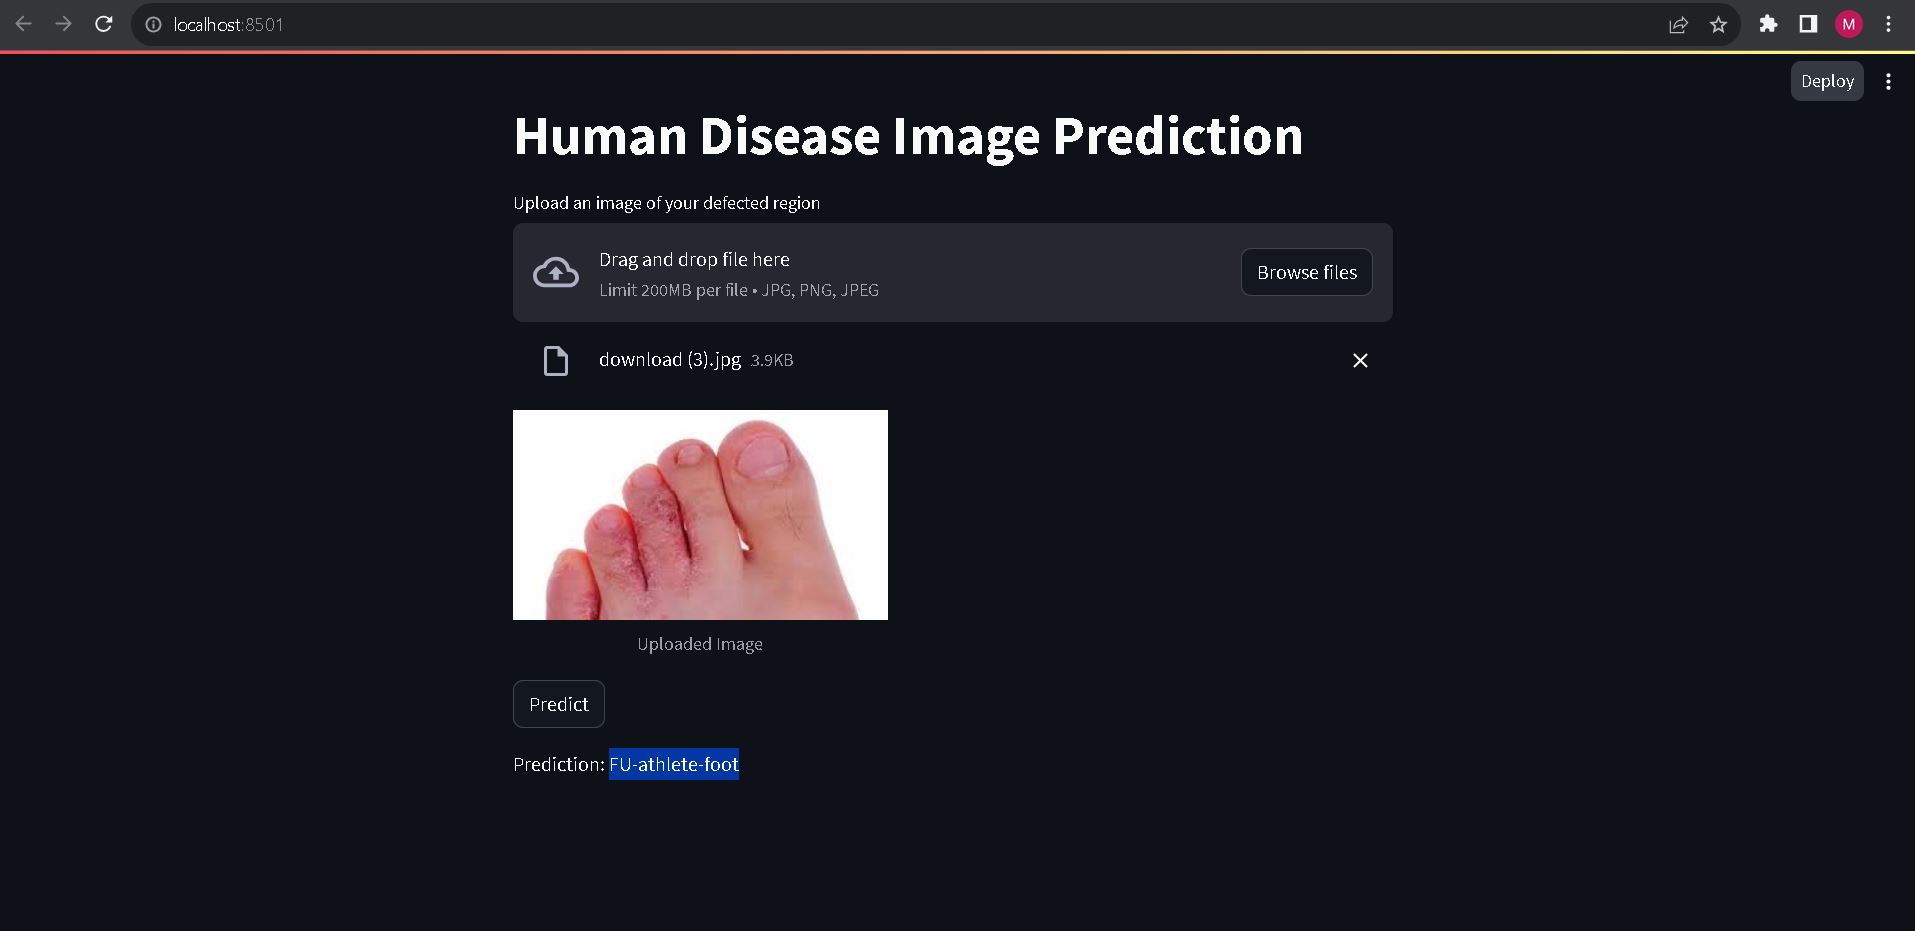 localhost:8501
M
Deploy
Human Disease Image Prediction
Upload an image of your defected region
Drag and drop file here
Limit 200MB per file • JPG, PNG, JPEG
Browse files
download (3).jpg 3.9KB
Uploaded Image
Predict
Prediction: FU-athlete-foot